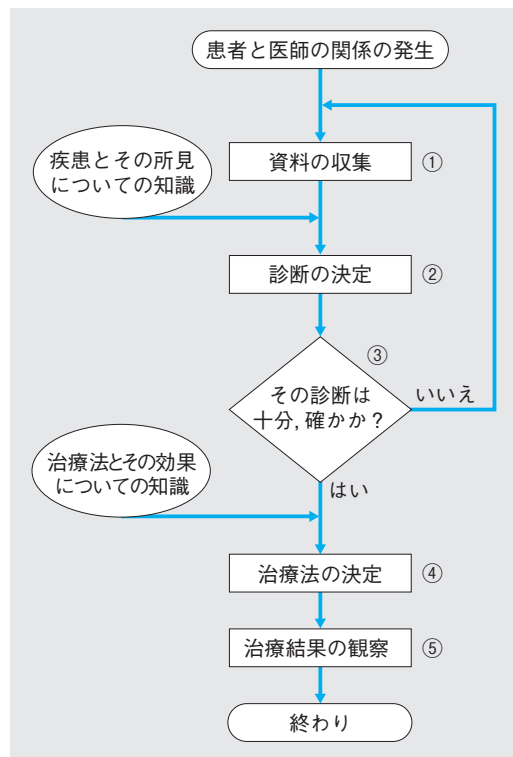 患者と医師の関係の発生
疾患とその所見
についての知識
資料の収集 ①
診断の決定 ②
③
その診断は
十分,確かか?
いいえ
治療法とその効果
についての知識
はい
治療法の決定 ④
治療結果の観察 ⑤
終わり